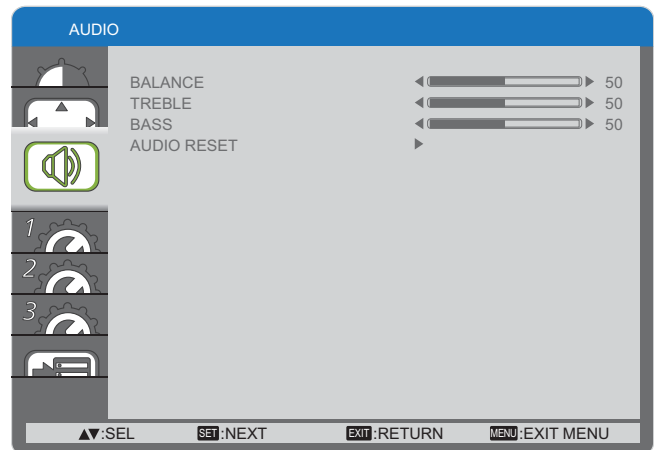 AUDIO
BALANCE 50
TREBLE 50
BASS 50
AUDIO RESET
1
2
3
▲▼:SEL SET:NEXT EXIT:RETURN MENU:EXIT MENU